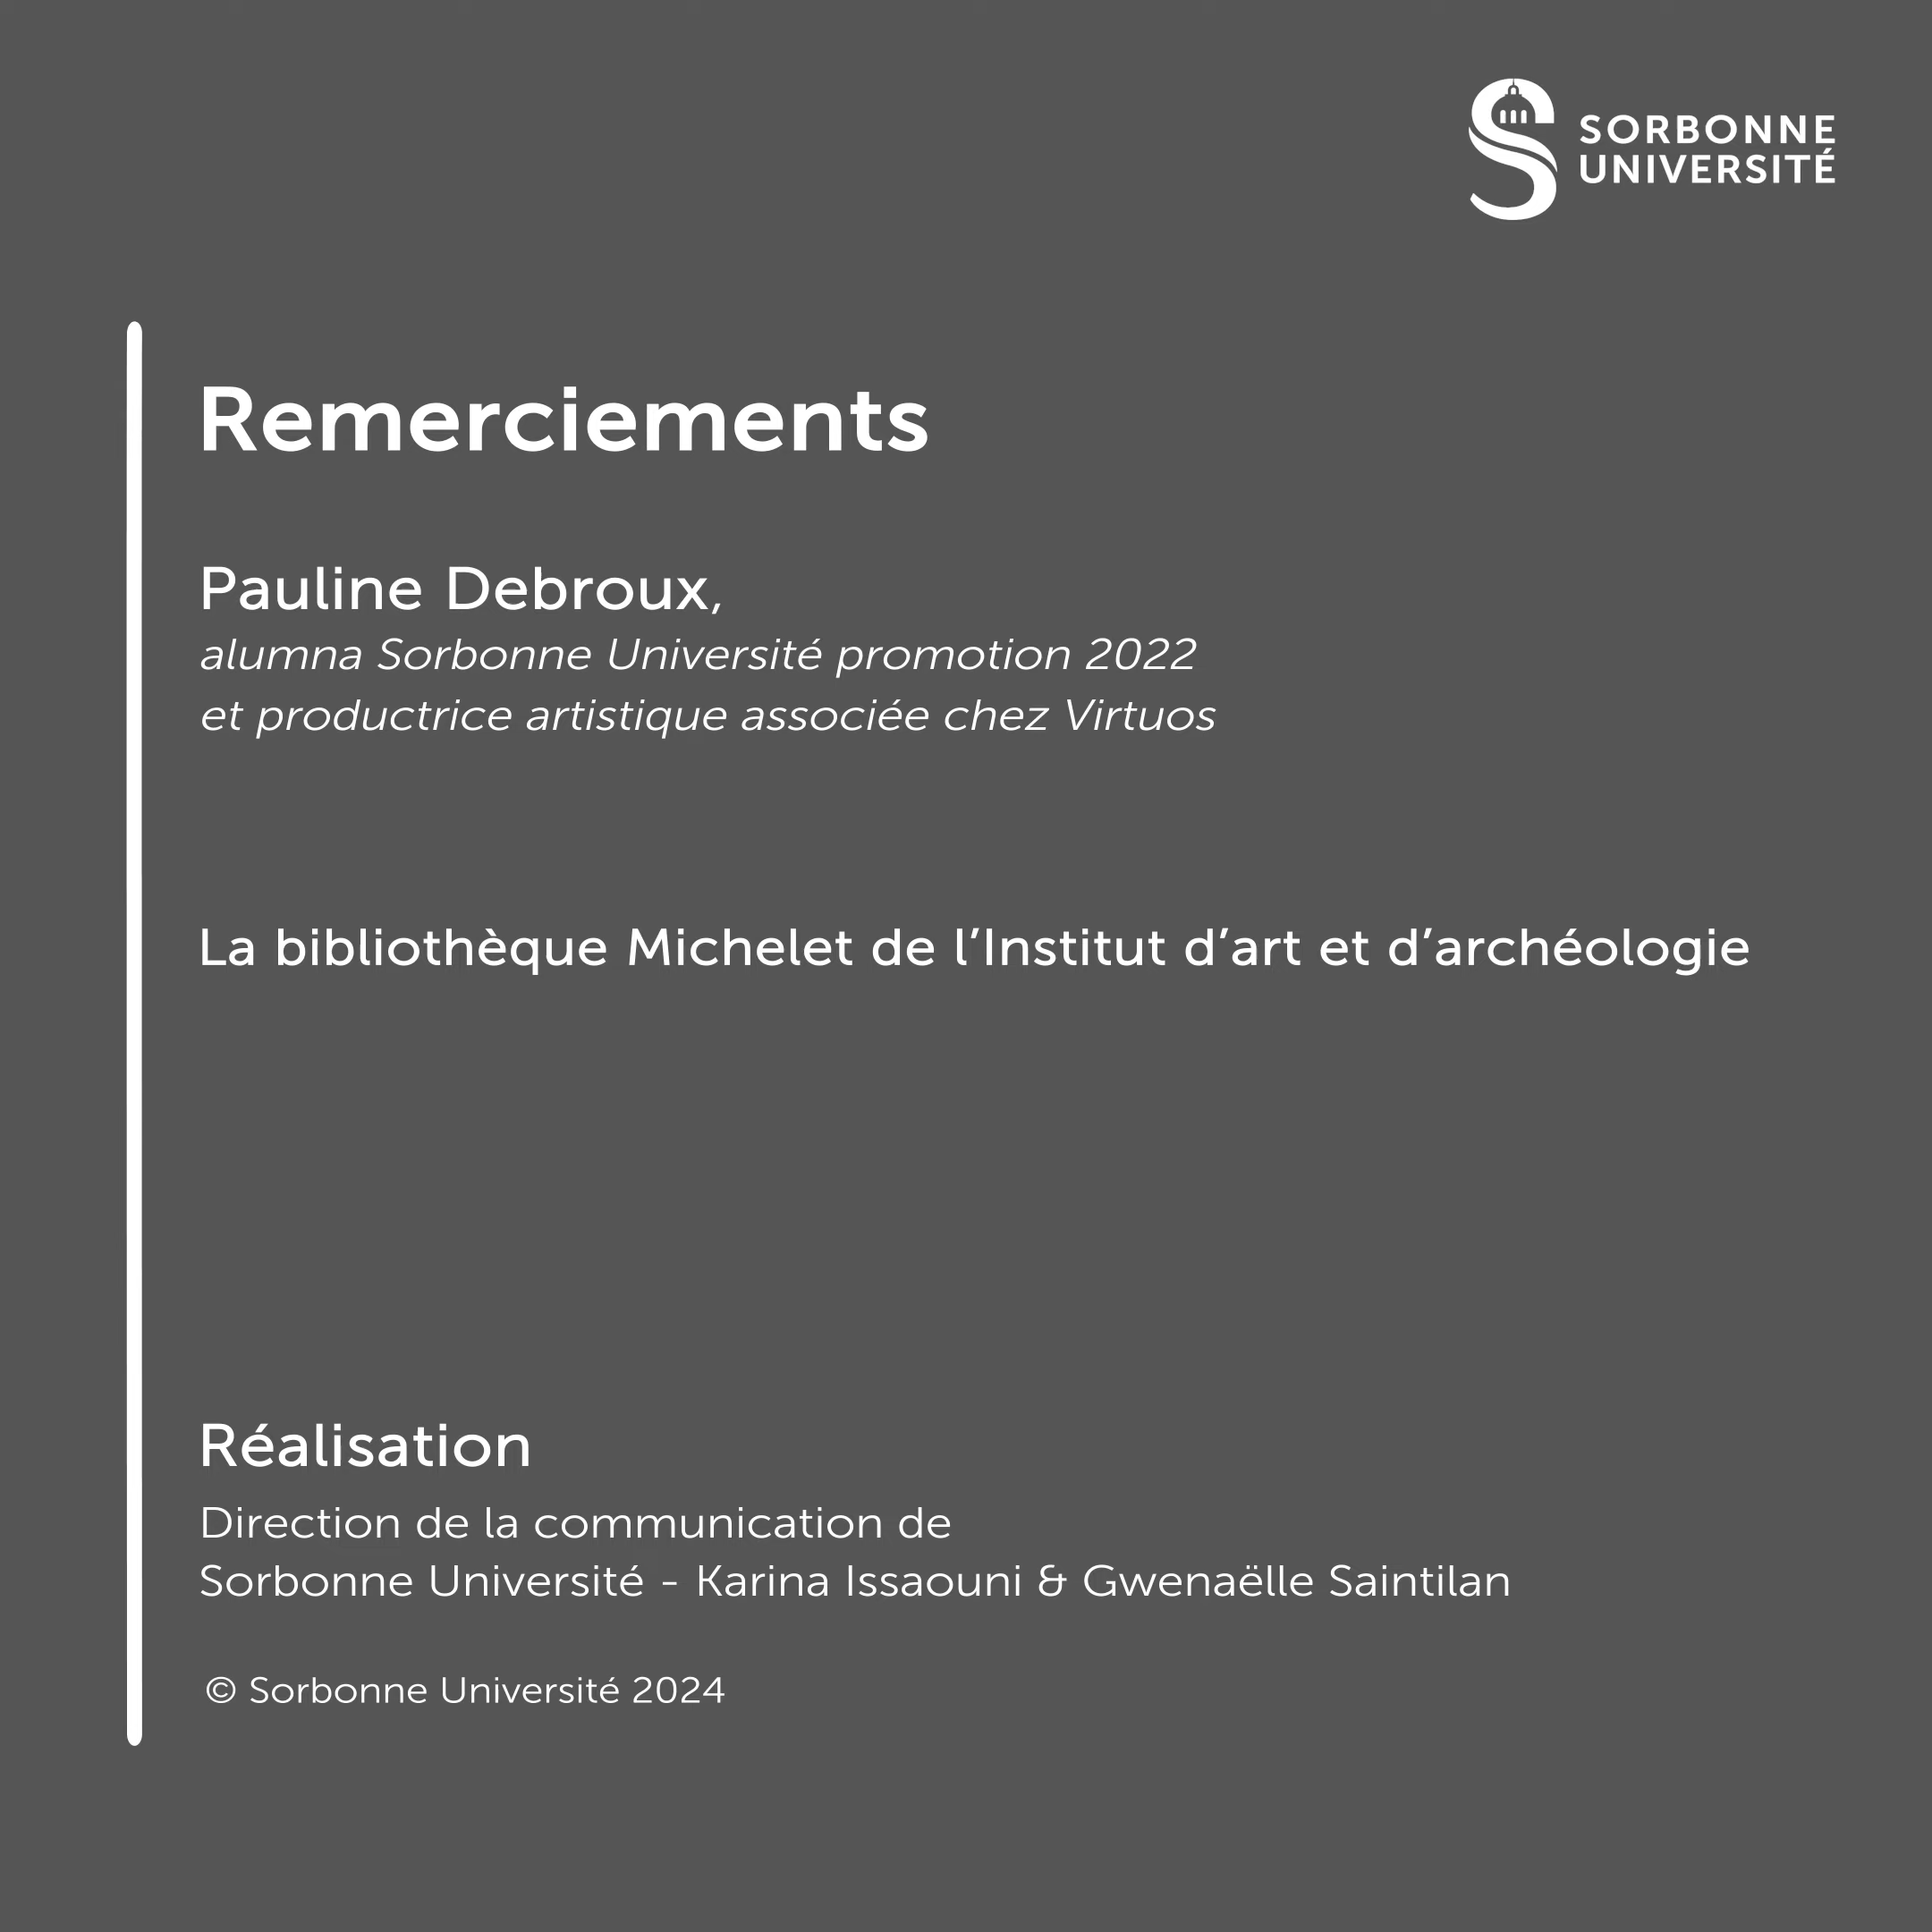 SORBONNE
UNIVERSITÉ
Remerciements
Pauline Debroux,
alumna Sorbonne Université promotion 2022
et productrice artistique associée chez Virtuos
La bibliothèque Michelet de l’Institut d’art et d’archéologie
Réalisation
Direction de la communication de
Sorbonne Université - Karina Issaouni & Gwenaëlle Saintilan
© Sorbonne Université 2024